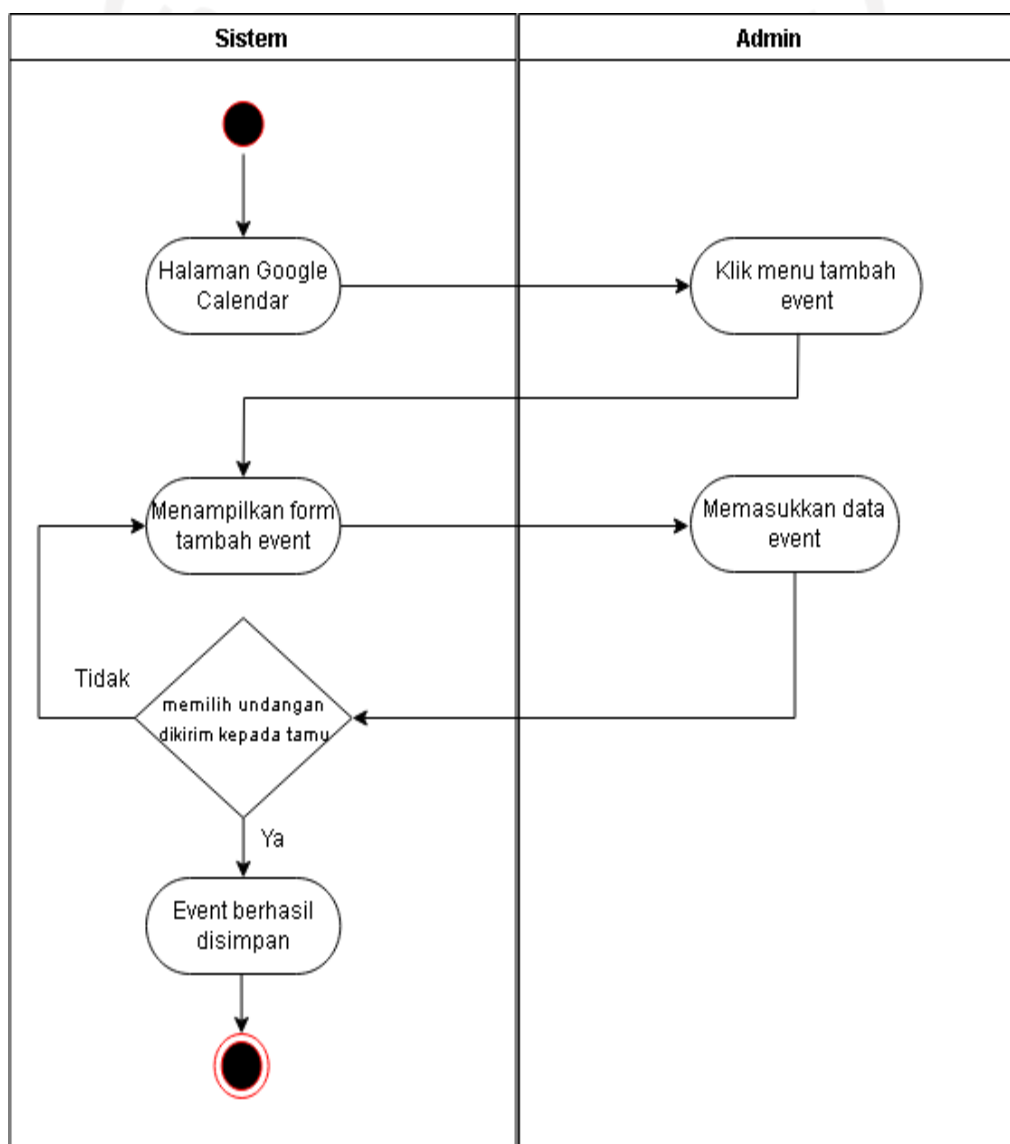 Sistem
Admin
Halaman Google
Calendar
Klik menu tambah
event
Menampilkan form
tambah event
Memasukkan data
event
Tidak
memilih undangan
dikirim kepada tamu
Ya
Event berhasil
disimpan